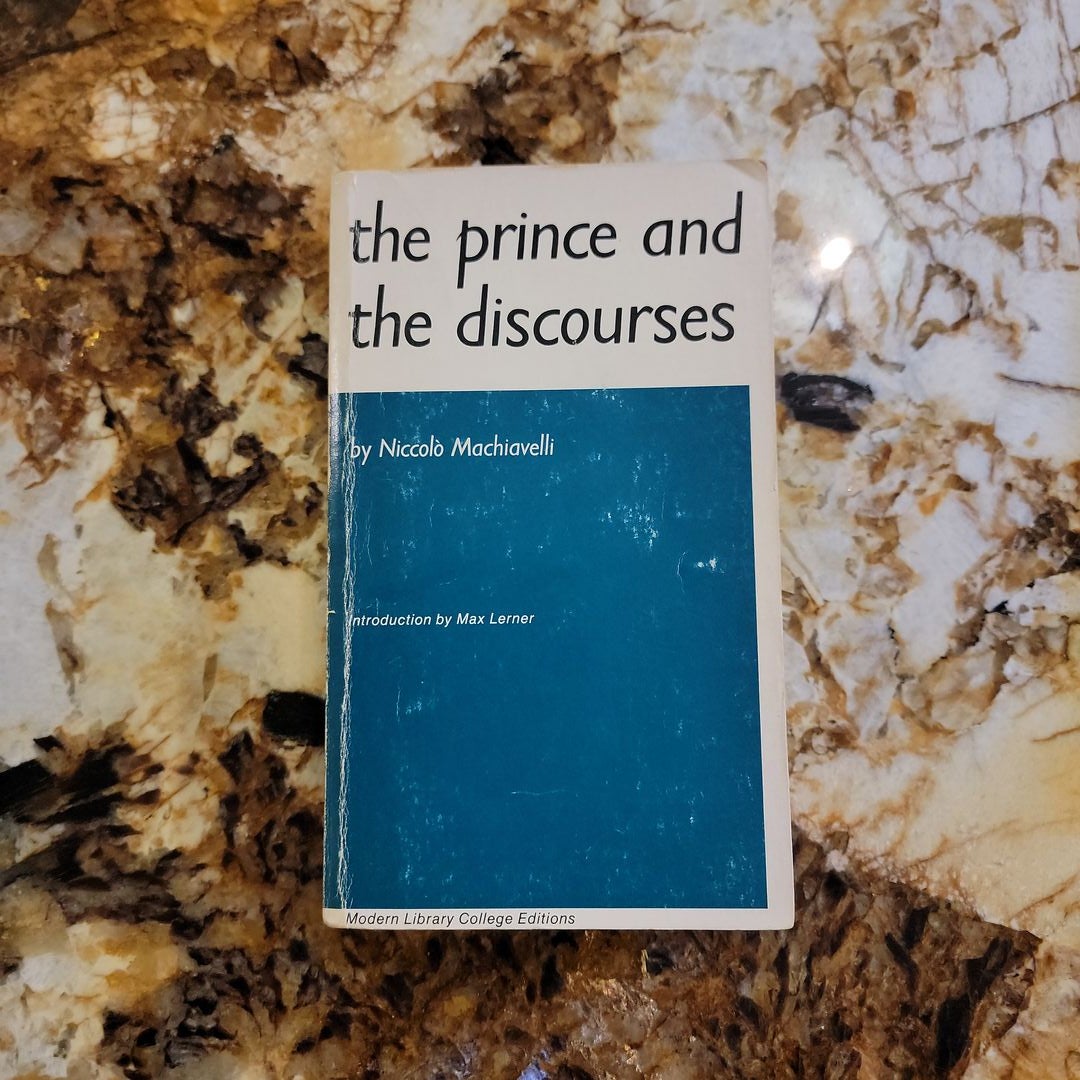 the prince and
the discourses
by Niccolò Machiavelli
Introduction by Max Lerner
Modern Library College Editions